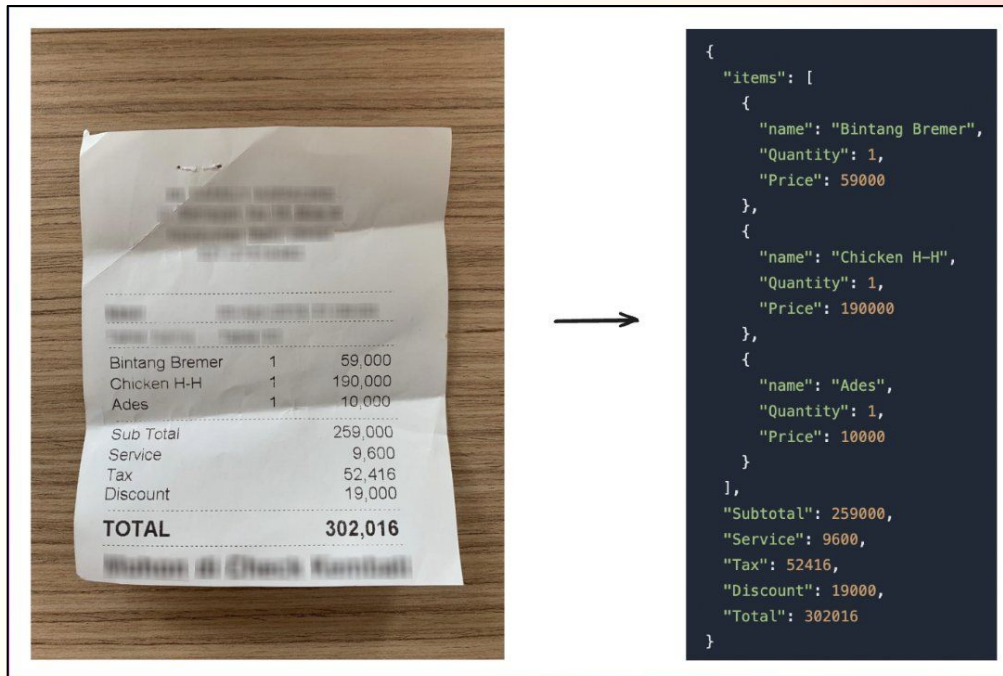 Bintang Bremer 1 59,000
Chicken H-H 1 190,000
Ades 1 10,000
Sub Total 259,000
Service 9,600
Tax 52,416
Discount 19,000
TOTAL 302,016
{
"items": [
{
"name": "Bintang Bremer",
"Quantity": 1,
"Price": 59000
},
{
"name": "Chicken H-H",
"Quantity": 1,
"Price": 190000
},
{
"name": "Ades",
"Quantity": 1,
"Price": 10000
}
],
"Subtotal": 259000,
"Service": 9600,
"Tax": 52416,
"Discount": 19000,
"Total": 302016
}